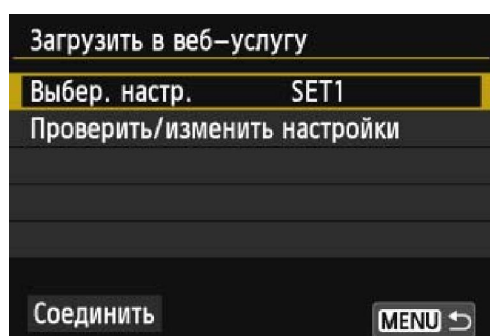 Загрузить в веб-услугу
Выбер. настр. SET1
Проверить/изменить настройки
Соединить
MENU